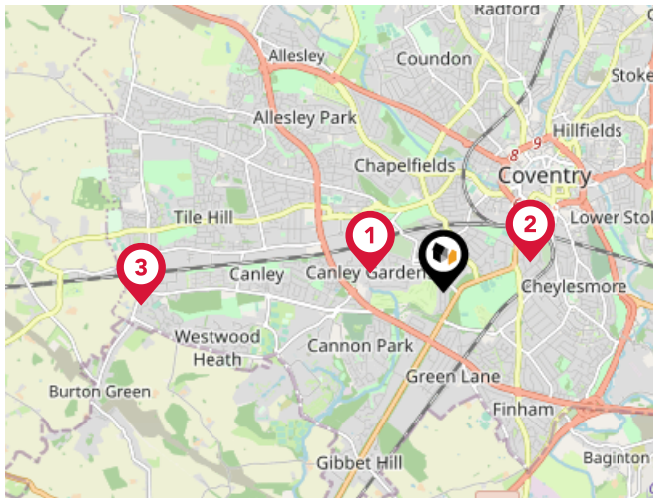 Radford
Allesley
Coundon
Stoke
Allesley Park
Hillfields
9
8
Chapelfields
Coventry
Tile Hill
2
Lower Stok
1
3
Canley
Canley Garden
Cheylesmore
Westwood
Heath
Cannon Park
Green Lane
Burton Green
Finham
Gibbet Hill
Baginton